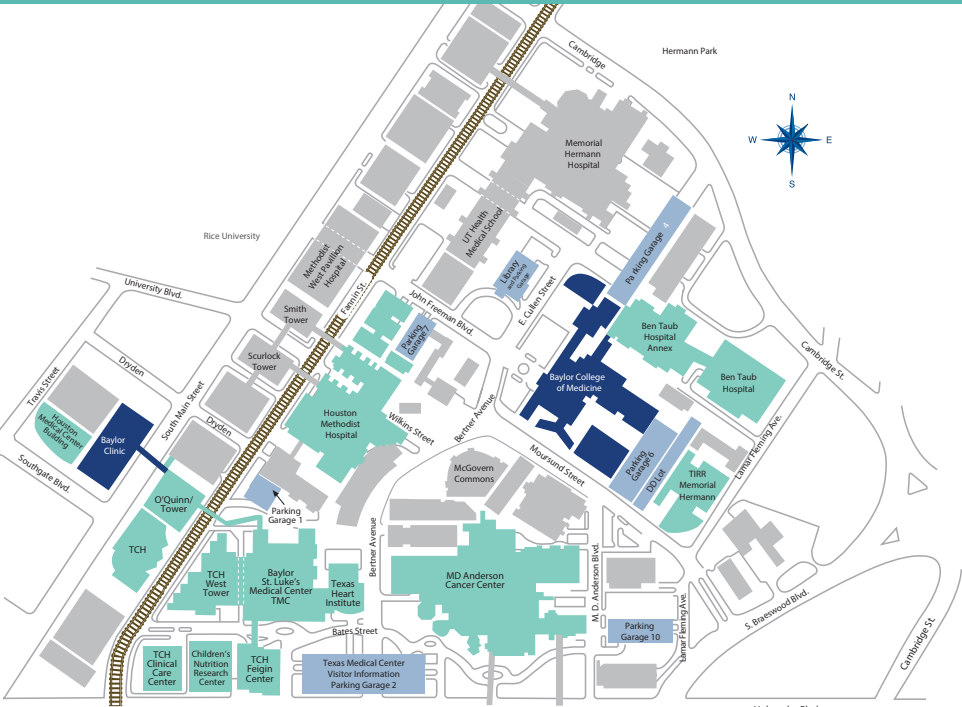 Cambridge
Hermann Park
N
W
E
S
Memorial
Hermann
Hospital
UT Health
Medical School
Rice University
Parking Garage 4
Methodist
West Pavilion
Hospital
Library
and Parking
Garage
University Blvd.
Fannin St.
John Freeman Blvd.
E. Cullen Street
Smith
Tower
Parking
Garage 7
Ben Taub
Hospital
Annex
Cambridge St.
Scurlock
Tower
Dryden
Travis Street
South Main Street
Baylor College
of Medicine
Ben Taub
Hospital
Houston
Medical Center
Building
Baylor
Clinic
Dryden
Houston
Methodist
Hospital
Wilkins Street
Bertner Avenue
Lamar Fleming Ave.
Southgate Blvd.
McGovern
Commons
Moursund Street
Parking
Garage 6
DD Lot
TIRR
Memorial
Hermann
O'Quinn/
Tower
Parking
Garage 1
TCH
Bertner Avenue
TCH
West
Tower
Baylor
St. Luke's
Medical Center
TMC
Texas
Heart
Institute
MD Anderson
Cancer Center
M. D. Anderson Blvd.
S. Braeswood Blvd.
Bates Street
Parking
Garage 10
Lamar Fleming Ave.
Cambridge St.
TCH
Clinical
Care
Center
Children's
Nutrition
Research
Center
TCH
Feigin
Center
Texas Medical Center
Visitor Information
Parking Garage 2